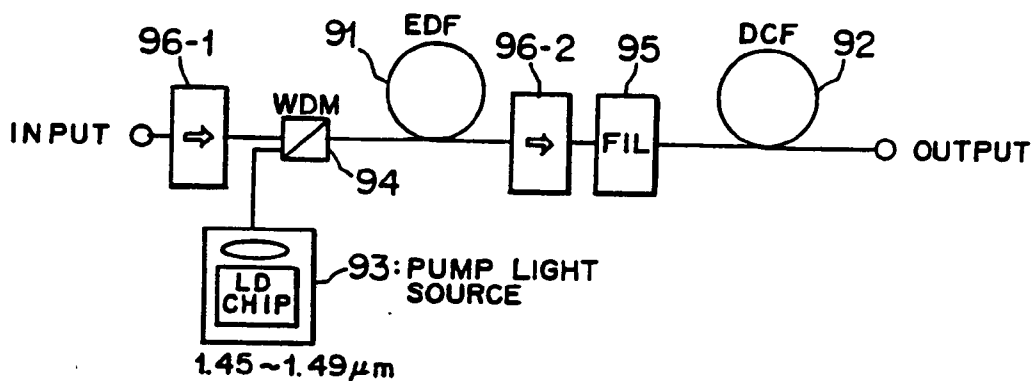 96-1
91
EDF
96-2
95
DCF
92
INPUT
⇨
WDM
94
⇨
FIL
OUTPUT
LD
CHIP
93: PUMP LIGHT
SOURCE
1.45~1.49μm